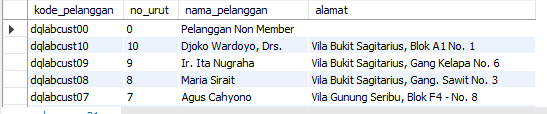 kode_pelanggan no_urut nama_pelanggan alamat
dqlabcust00 0 Pelanggan Non Member
dqlabcust10 10 Djoko Wardoyo, Drs. Vila Bukit Sagitarius, Blok A1 No. 1
dqlabcust09 9 Ir. Ita Nugraha Vila Bukit Sagitarius, Gang Kelapa No. 6
dqlabcust08 8 Maria Sirait Vila Bukit Sagitarius, Gang. Sawit No. 3
dqlabcust07 7 Agus Cahyono Vila Gunung Seribu, Blok F4 - No. 8